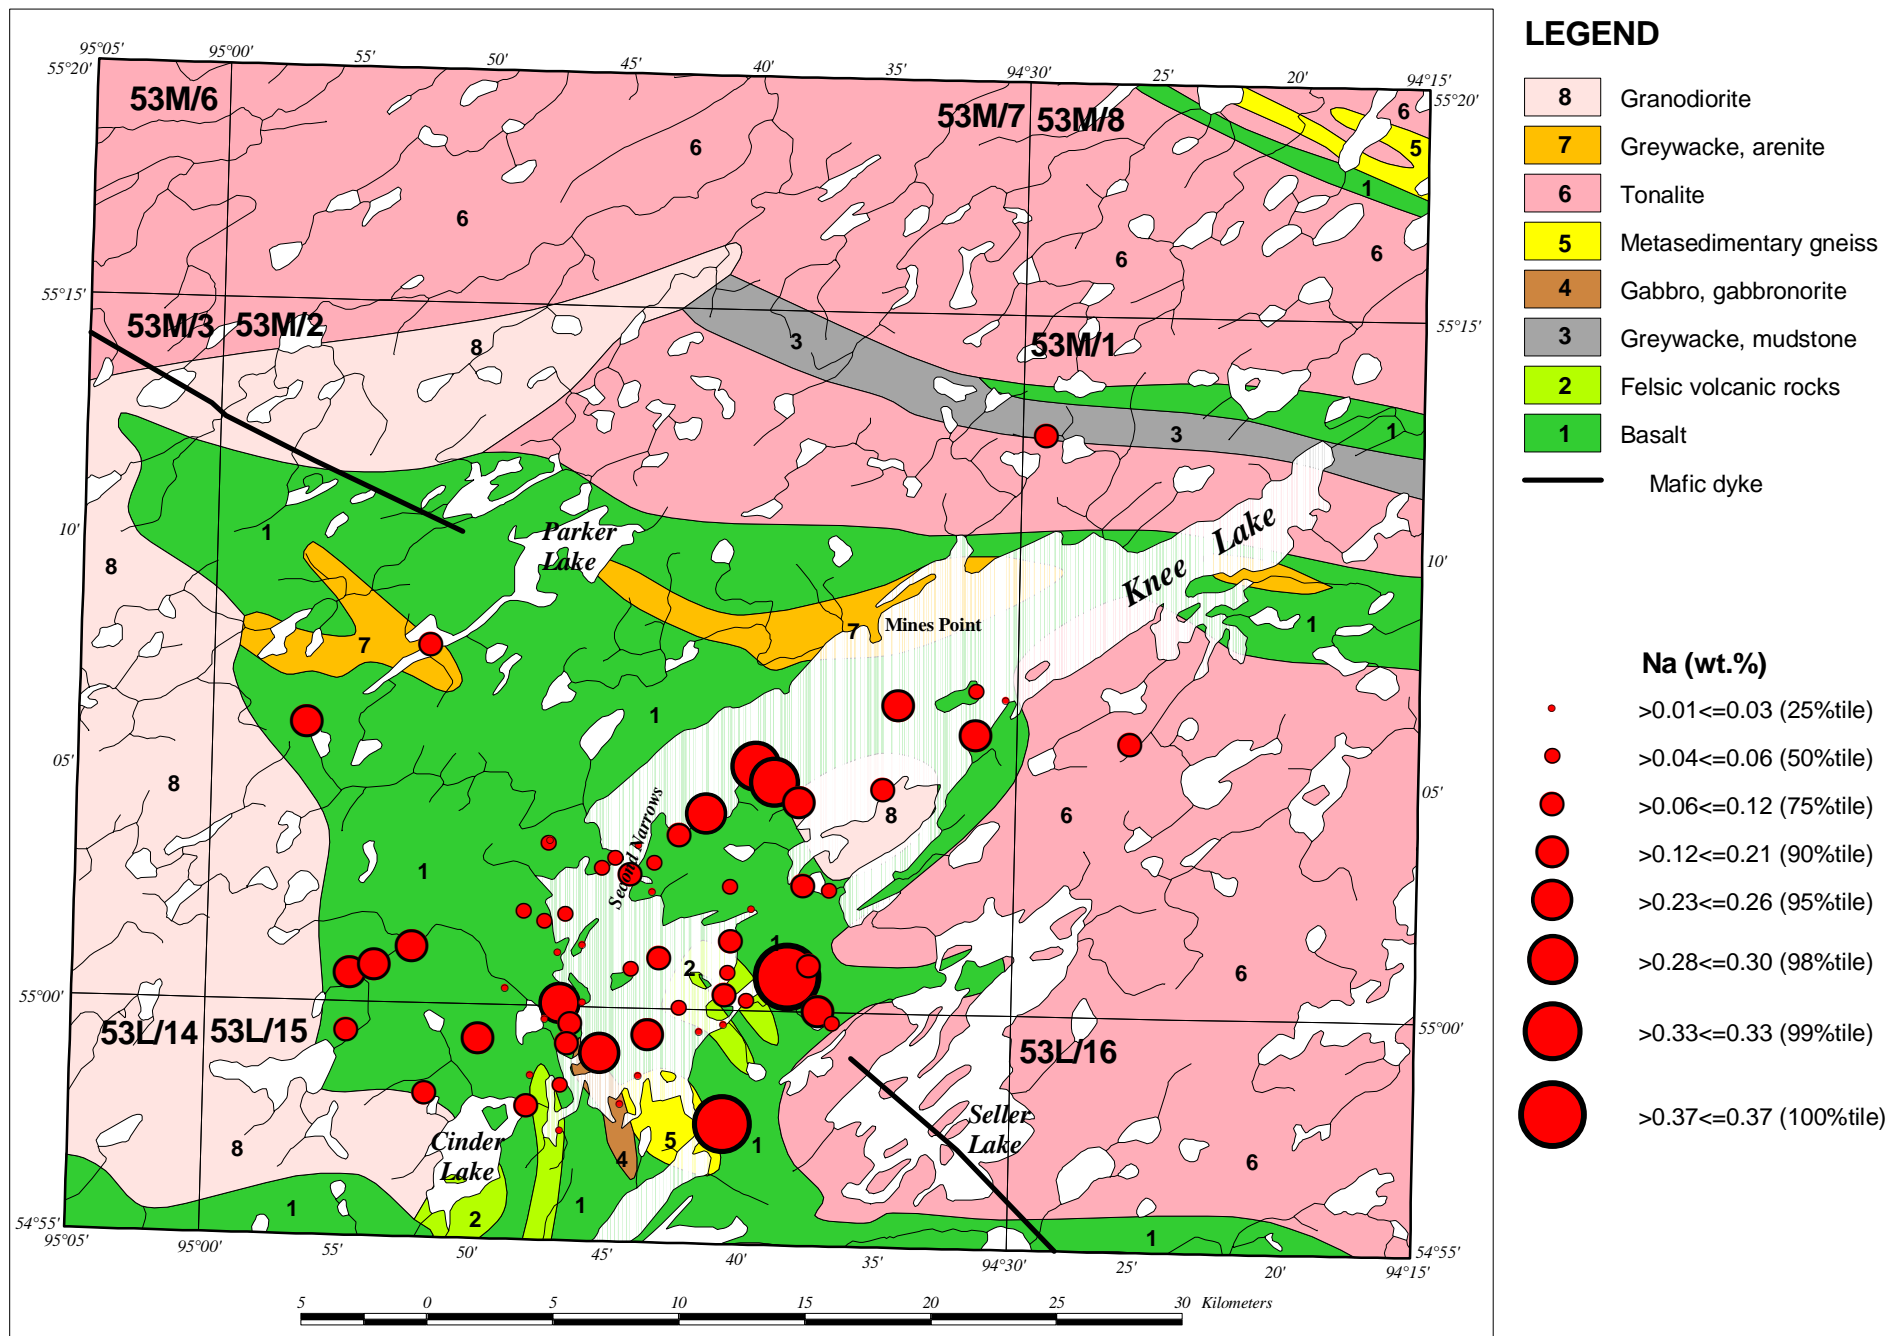 95°05'
95°00'
55'
50'
45'
40'
35'
94°30'
25'
20'
94°15'
55°20'
55°20'
53M/6
53M/7
53M/8
6
6
5
6
1
6
6
6
55°15'
55°15'
53M/3
53M/2
53M/1
8
3
3
1
10'
10'
1
8
Parker
Lake
Knee Lake
7
7
Mines Point
1
1
05'
05'
8
8
6
6
Second Narrows
1
1
2
6
55°00'
55°00'
53L/14
53L/15
53L/16
Seller
Lake
Cinder
Lake
8
5
4
1
6
1
2
1
1
54°55'
54°55'
95°05'
95°00'
55'
50'
45'
40'
35'
94°30'
25'
20'
94°15'
5 0 5 10 15 20 25 30 Kilometers
LEGEND
8 Granodiorite
7 Greywacke, arenite
6 Tonalite
5 Metasedimentary gneiss
4 Gabbro, gabbronorite
3 Greywacke, mudstone
2 Felsic volcanic rocks
1 Basalt
Mafic dyke
Na (wt.%)
>0.01<=0.03 (25%tile)
>0.04<=0.06 (50%tile)
>0.06<=0.12 (75%tile)
>0.12<=0.21 (90%tile)
>0.23<=0.26 (95%tile)
>0.28<=0.30 (98%tile)
>0.33<=0.33 (99%tile)
>0.37<=0.37 (100%tile)